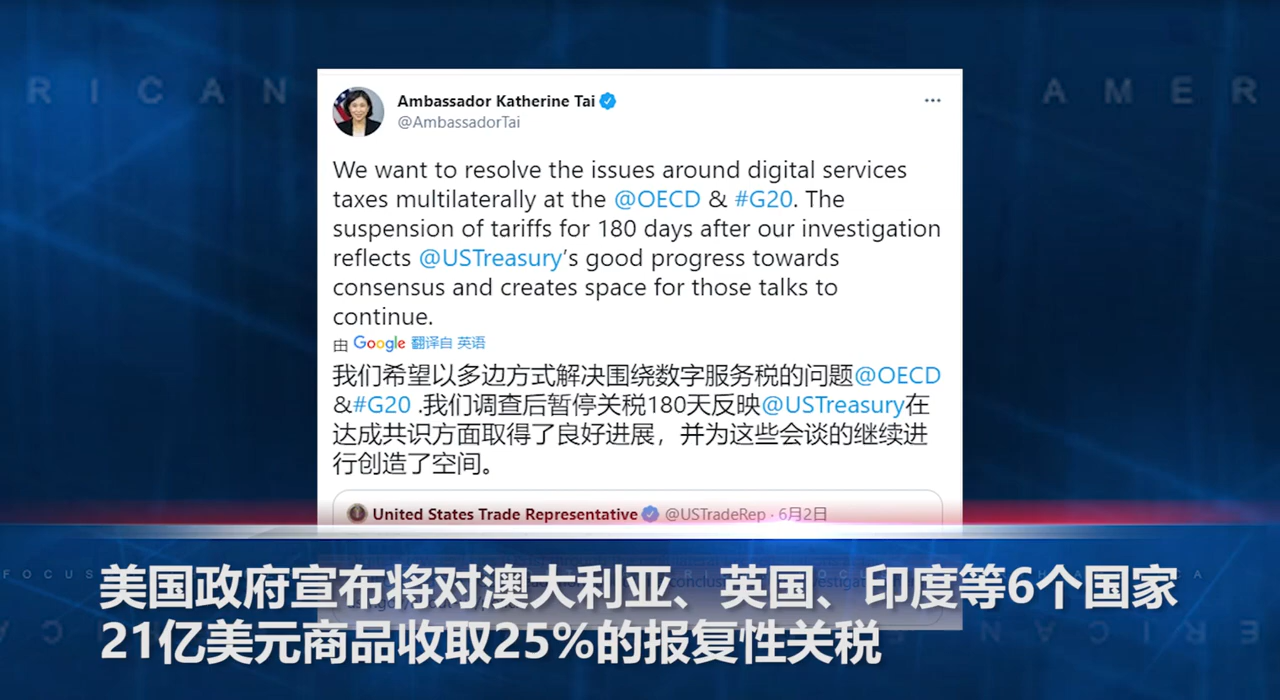 RICAN
AMER
Ambassador Katherine Tai
@AmbassadorTai
We want to resolve the issues around digital services
taxes multilaterally at the @OECD & #G20. The
suspension of tariffs for 180 days after our investigation
reflects @USTreasury’s good progress towards
consensus and creates space for those talks to
continue.
由 Google 翻译自 英语
我们希望以多边方式解决围绕数字服务税的问题@OECD
&#G20 .我们调查后暂停关税180天反映@USTreasury在
达成共识方面取得了良好进展，并为这些会谈的继续进
行创造了空间。
United States Trade Representative @USTradeRep · 6月2日
美国政府宣布将对澳大利亚、英国、印度等6个国家
21亿美元商品收取25%的报复性关税